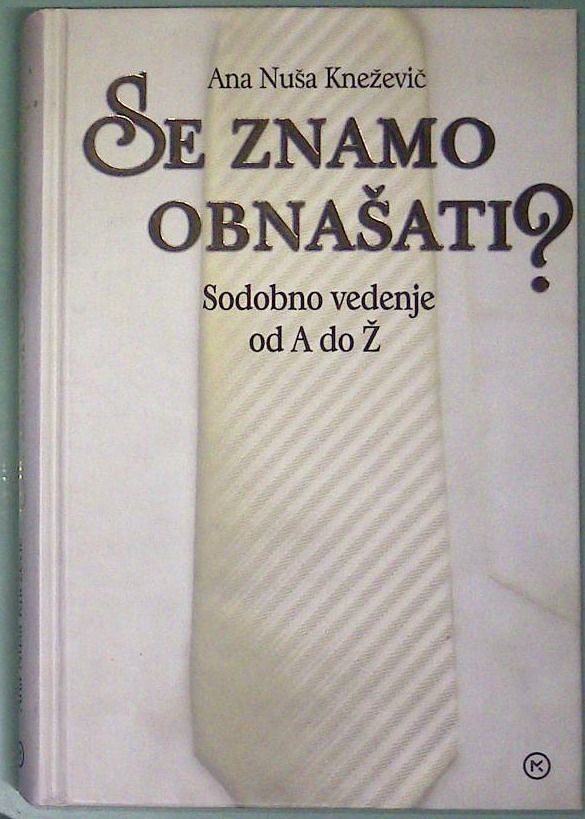 Ana Nuša Kneževič
SE ZNAMO
OBNAŠATI?
Sodobno vedenje
od A do Ž